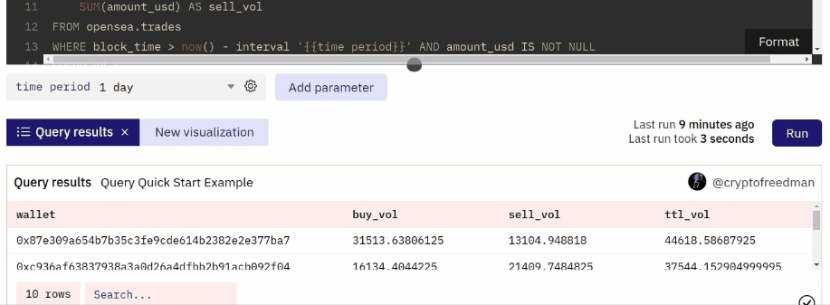 11 SUM(amount_usd) AS sell_vol
12 FROM opensea.trades
13 WHERE block_time > now() - interval '{{time period}}' AND amount_usd IS NOT NULL
Format
time period 1 day
Add parameter
Query results ×
New visualization
Last run 9 minutes ago
Last run took 3 seconds
Run
Query results Query Quick Start Example
@cryptofreedman
wallet buy_vol sell_vol ttl_vol
0x87e309a654b7b35c3fe9cde614b2382e2e377ba7 31513.63806125 13104.948818 44618.58687925
0xc936af63837938a3a0d26a4dfbb2b91acb092f04 16134.4044225 21409.7484825 37544.152904999995
10 rows
Search...